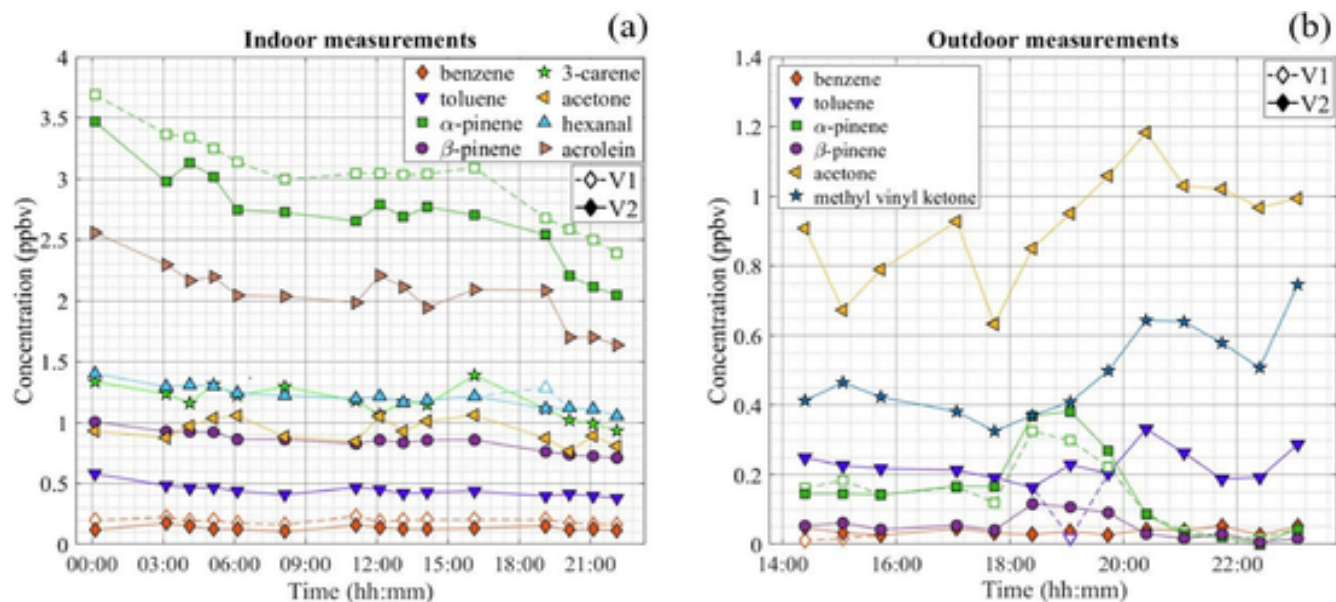 (a)
Indoor measurements
Concentration (ppbv)
4
3.5
3
2.5
2
1.5
1
0.5
0
benzene
toluene
α-pinene
β-pinene
3-carene
acetone
hexanal
acrolein
V1
V2
00:00 03:00 06:00 09:00 12:00 15:00 18:00 21:00
Time (hh:mm)
(b)
Outdoor measurements
Concentration (ppbv)
1.4
1.2
1
0.8
0.6
0.4
0.2
0
benzene
toluene
α-pinene
β-pinene
acetone
methyl vinyl ketone
V1
V2
14:00 16:00 18:00 20:00 22:00
Time (hh:mm)